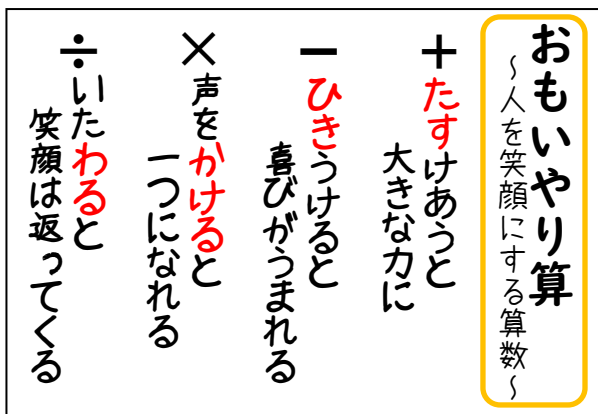 おもいやり算
~人を笑顔にする算数~
+たすけあうと
大きな力に
−ひきうけると
喜びがうまれる
×声をかけると
一つになれる
÷いたわると
笑顔は返ってくる